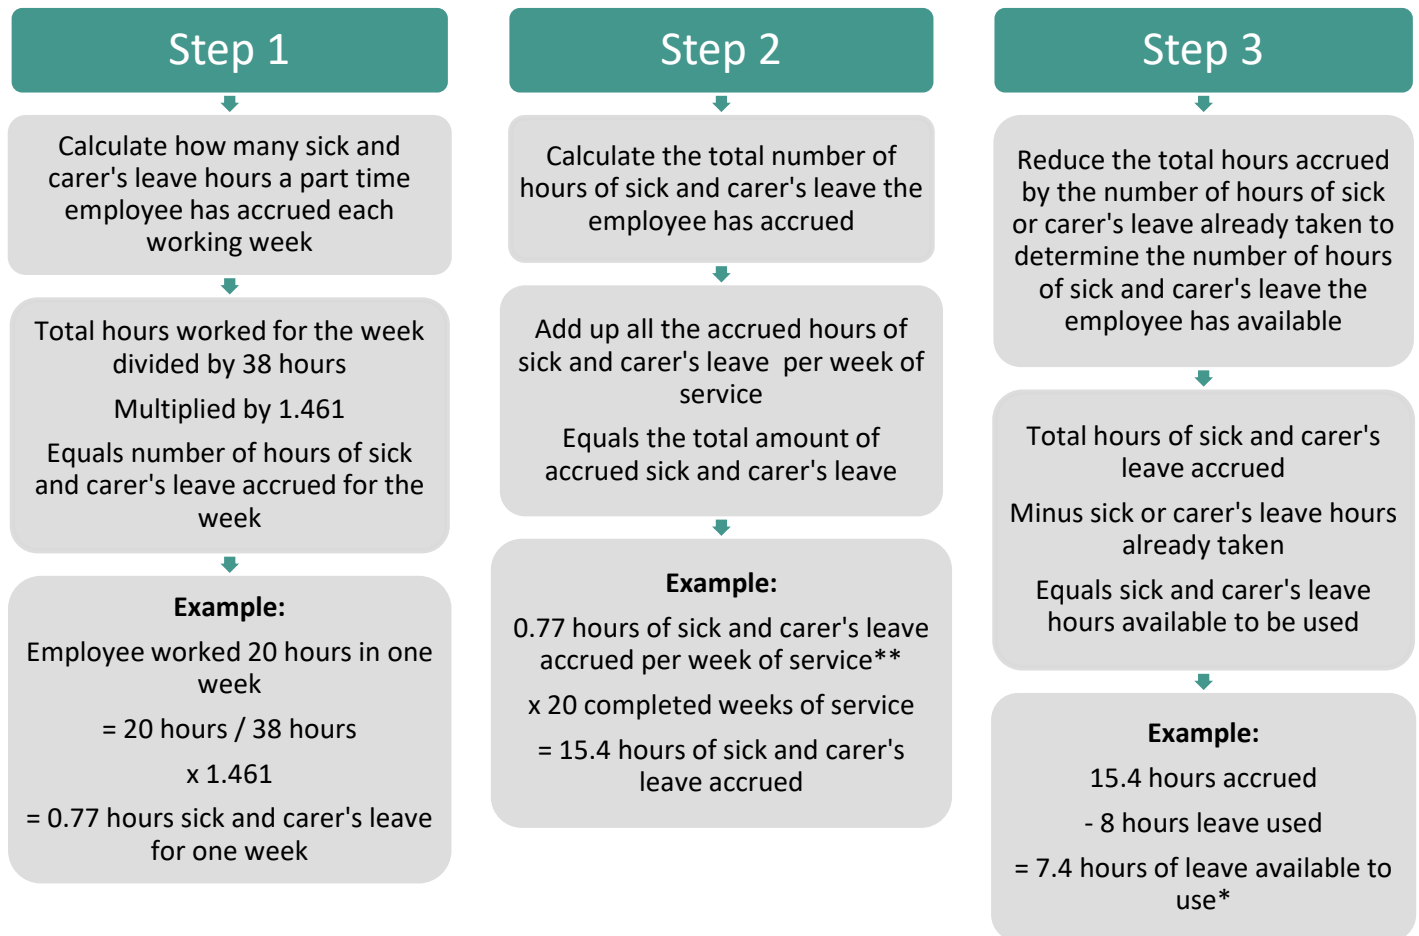 Step 1
Calculate how many sick and
carer's leave hours a part time
employee has accrued each
working week
Total hours worked for the week
divided by 38 hours
Multiplied by 1.461
Equals number of hours of sick
and carer's leave accrued for the
week
Example:
Employee worked 20 hours in one
week
= 20 hours / 38 hours
x 1.461
= 0.77 hours sick and carer's leave
for one week
Step 2
Calculate the total number of
hours of sick and carer's leave the
employee has accrued
Add up all the accrued hours of
sick and carer's leave  per week of
service
Equals the total amount of
accrued sick and carer's leave
Example:
0.77 hours of sick and carer's leave
accrued per week of service**
x 20 completed weeks of service
= 15.4 hours of sick and carer's
leave accrued
Step 3
Reduce the total hours accrued
by the number of hours of sick
or carer's leave already taken to
determine the number of hours
of sick and carer's leave the
employee has available
Total hours of sick and carer's
leave accrued
Minus sick or carer's leave hours
already taken
Equals sick and carer's leave
hours available to be used
Example:
15.4 hours accrued
- 8 hours leave used
= 7.4 hours of leave available to
use*